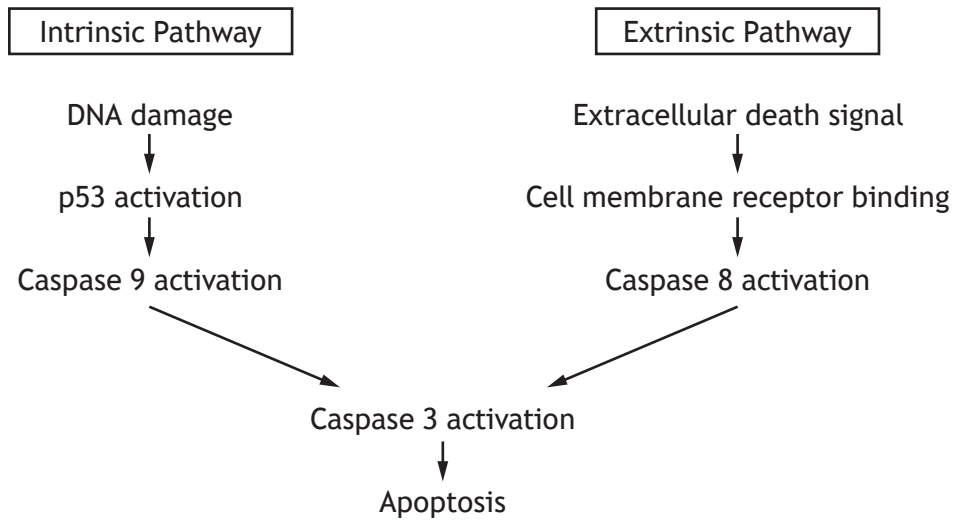 Intrinsic Pathway
Extrinsic Pathway
DNA damage
Extracellular death signal
p53 activation
Cell membrane receptor binding
Caspase 9 activation
Caspase 8 activation
Caspase 3 activation
Apoptosis